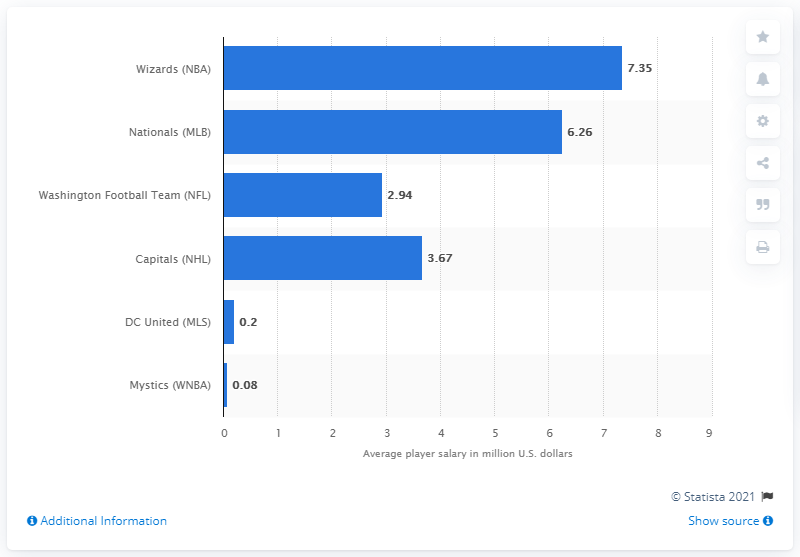 Wizards (NBA) 7.35
Nationals (MLB) 6.26
Washington Football Team (NFL) 2.94
Capitals (NHL) 3.67
DC United (MLS) 0.2
Mystics (WNBA) 0.08
0 1 2 3 4 5 6 7 8 9
Average player salary in million U.S. dollars
© Statista 2021
Additional Information Show source